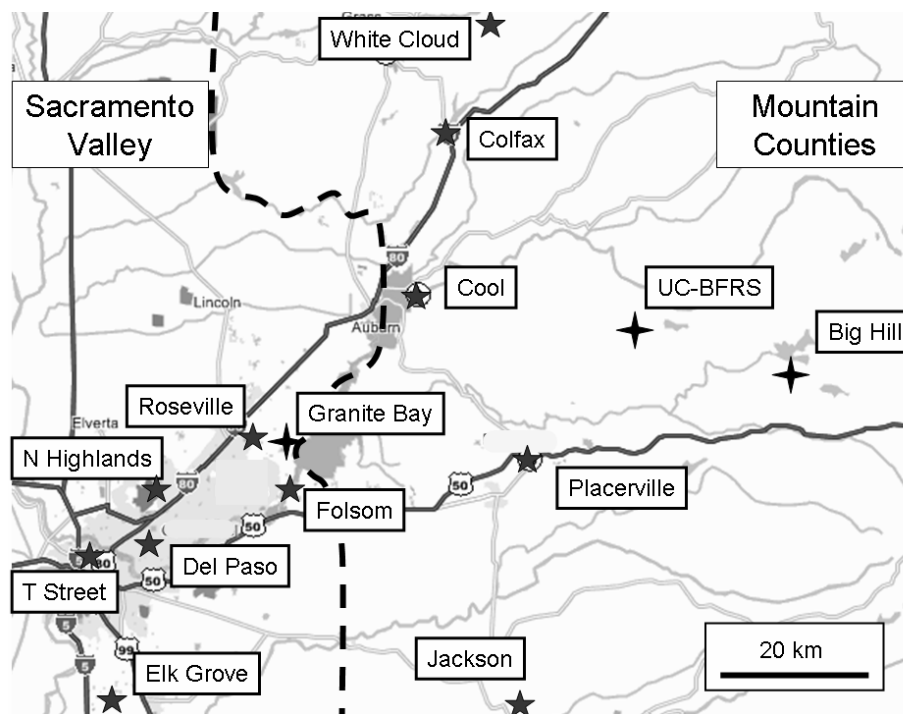 White Cloud
Sacramento
Valley
Mountain
Counties
Colfax
80
Cool
UC-BFRS
Lincoln
Auburn
Big Hill
Roseville
Granite Bay
Elverta
N Highlands
80
50
Placerville
Folsom
50
Del Paso
80
50
T Street
5
99
Jackson
20 km
Elk Grove
5